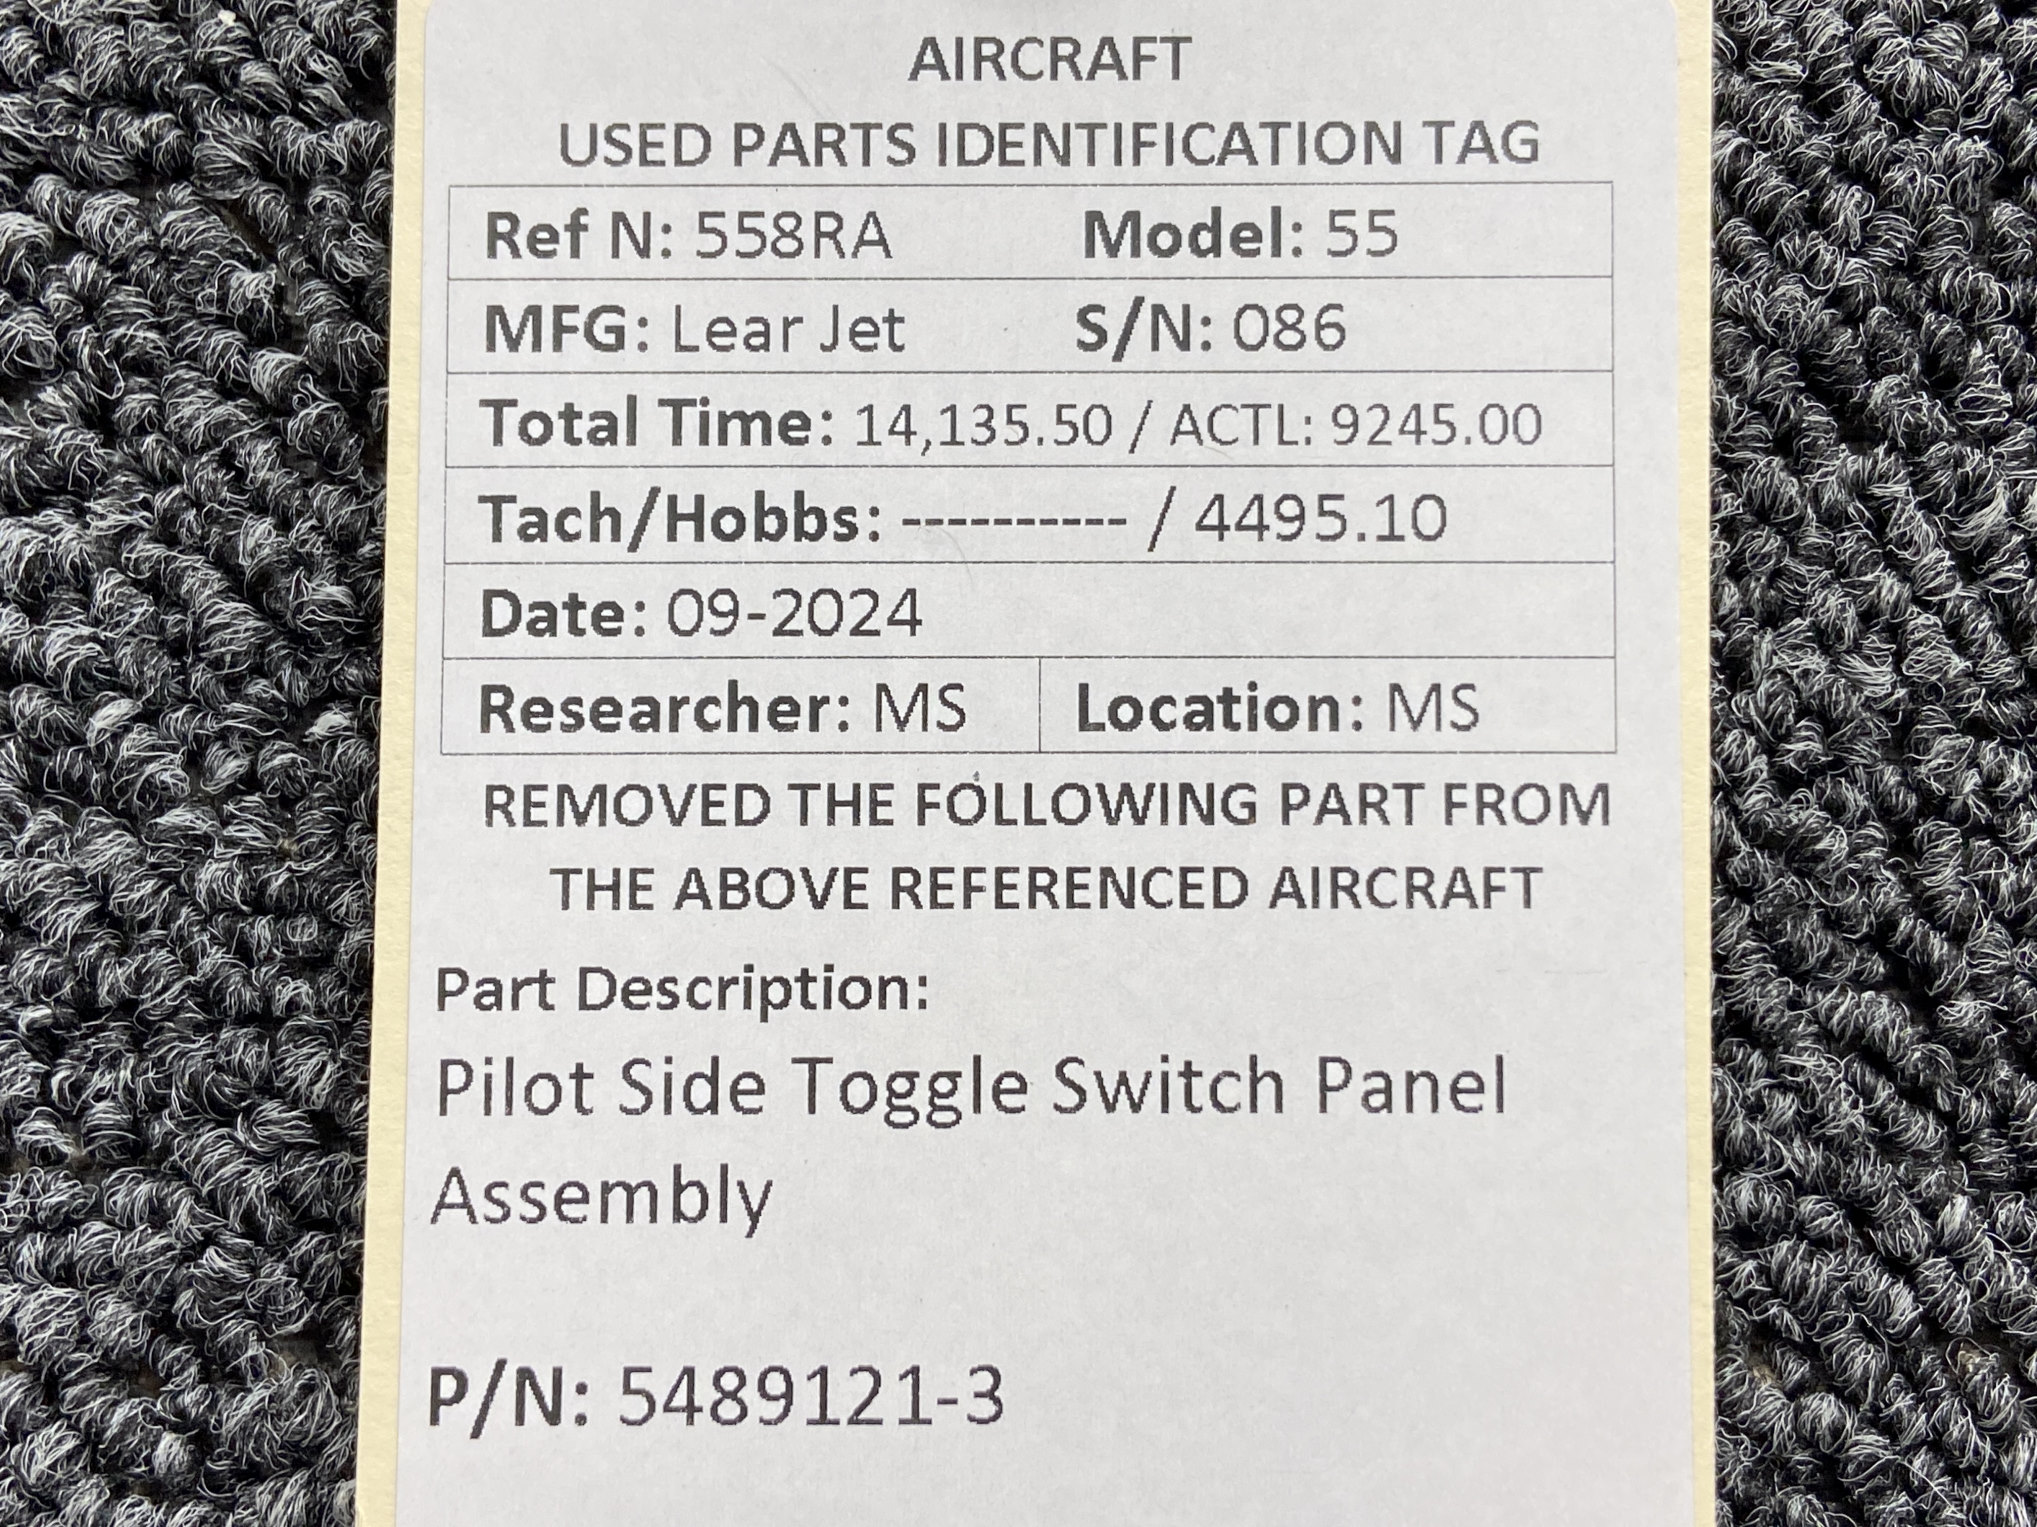 AIRCRAFT
USED PARTS IDENTIFICATION TAG
Ref N: 558RA Model: 55
MFG: Lear Jet S/N: 086
Total Time: 14,135.50 / ACTL: 9245.00
Tach/Hobbs: ---------- / 4495.10
Date: 09-2024
Researcher: MS Location: MS
REMOVED THE FOLLOWING PART FROM
THE ABOVE REFERENCED AIRCRAFT
Part Description:
Pilot Side Toggle Switch Panel
Assembly
P/N: 5489121-3